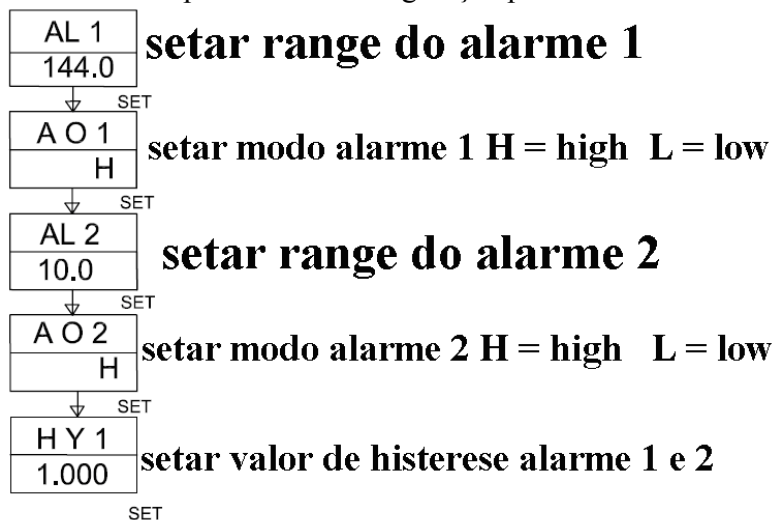 AL 1
144.0
setar range do alarme 1
SET
A O 1
H
setar modo alarme 1 H = high L = low
SET
AL 2
10.0
setar range do alarme 2
SET
A O 2
H
setar modo alarme 2 H = high L = low
SET
H Y 1
1.000
setar valor de histerese alarme 1 e 2
SET